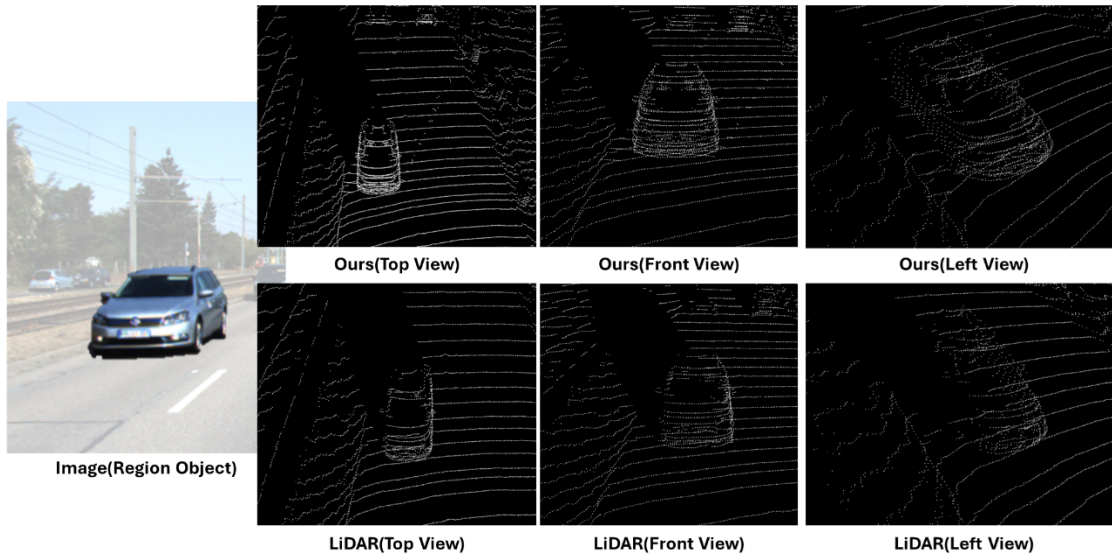 Ours(Top View)
Ours(Front View)
Ours(Left View)
Image(Region Object)
LiDAR(Top View)
LiDAR(Front View)
LiDAR(Left View)